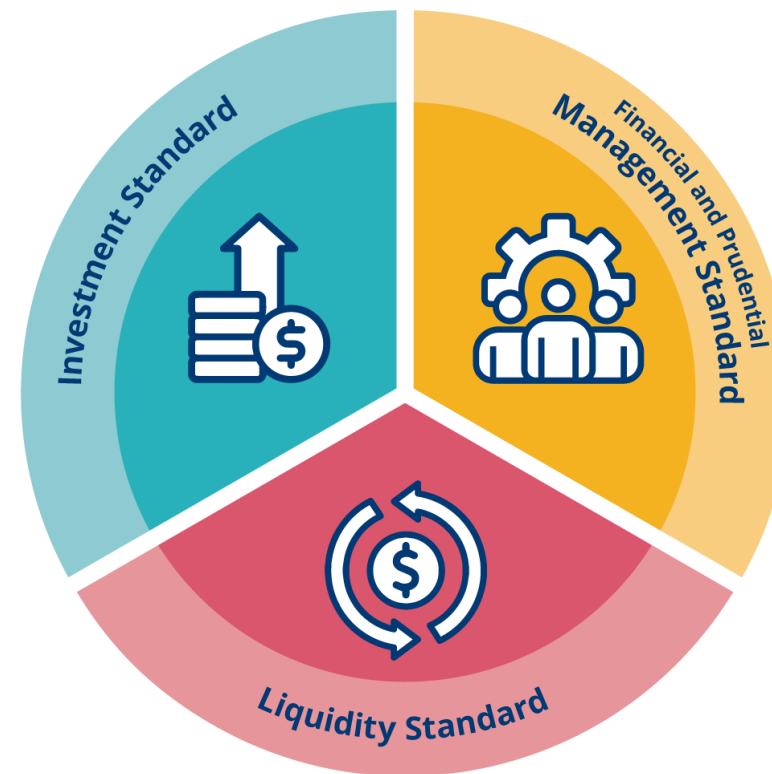 Investment Standard
Financial and Prudential
Management Standard
$
$
Liquidity Standard